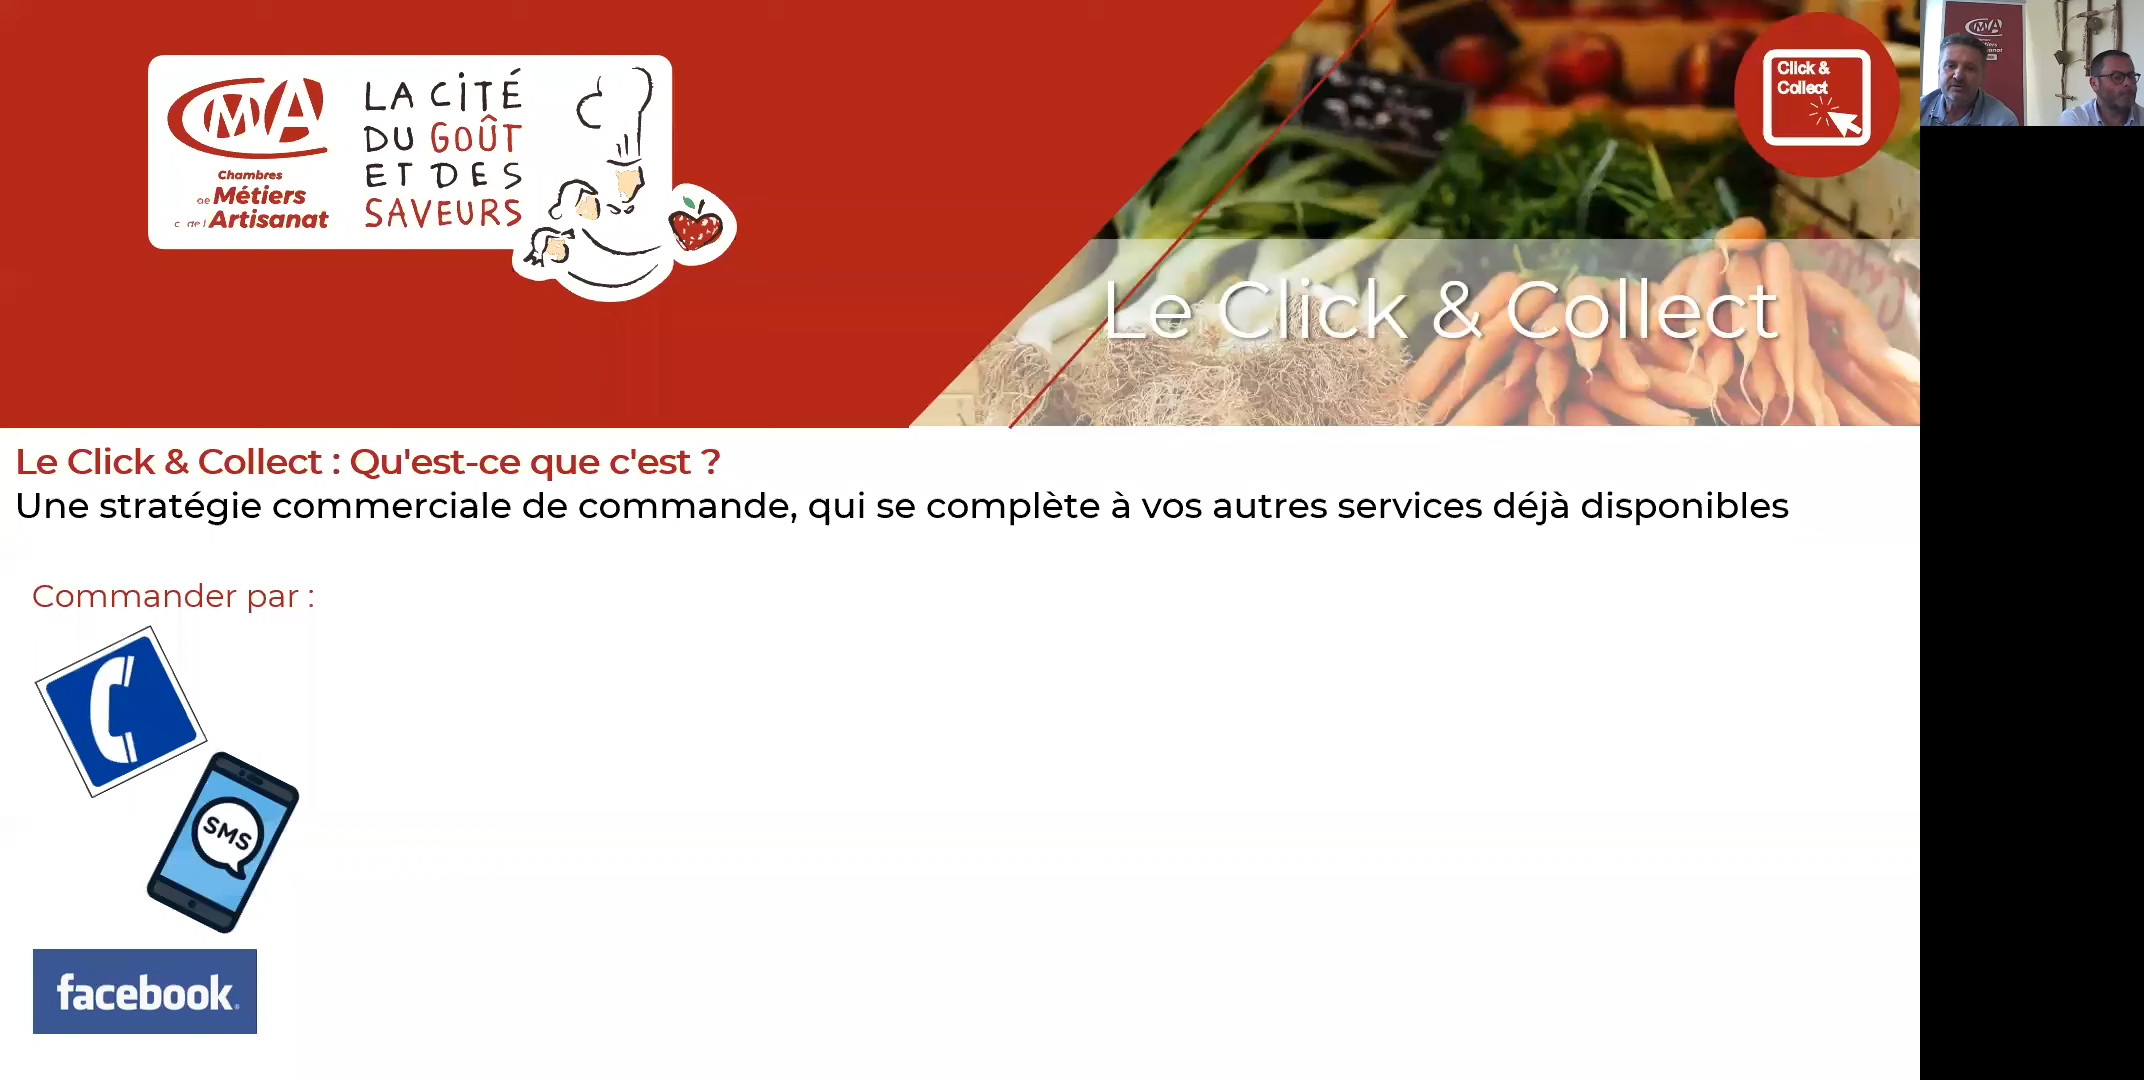 CMA
Chambres
de Métiers
de l'Artisanat
LA CITÉ
DU GOÛT
ET DES
SAVEURS
Click &
Collect
Le Click & Collect
Le Click & Collect : Qu'est-ce que c'est ?
Une stratégie commerciale de commande, qui se complète à vos autres services déjà disponibles
Commander par :
SMS
facebook
CMA